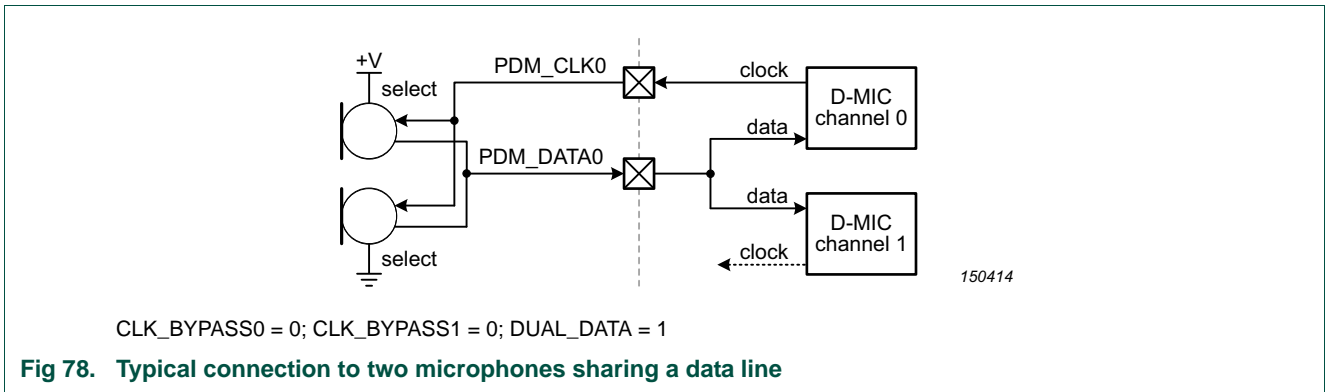 +V
select
PDM_CLK0
clock
D-MIC
channel 0
data
PDM_DATA0
data
D-MIC
channel 1
clock
select
150414
CLK_BYPASS0 = 0; CLK_BYPASS1 = 0; DUAL_DATA = 1
Fig 78. Typical connection to two microphones sharing a data line